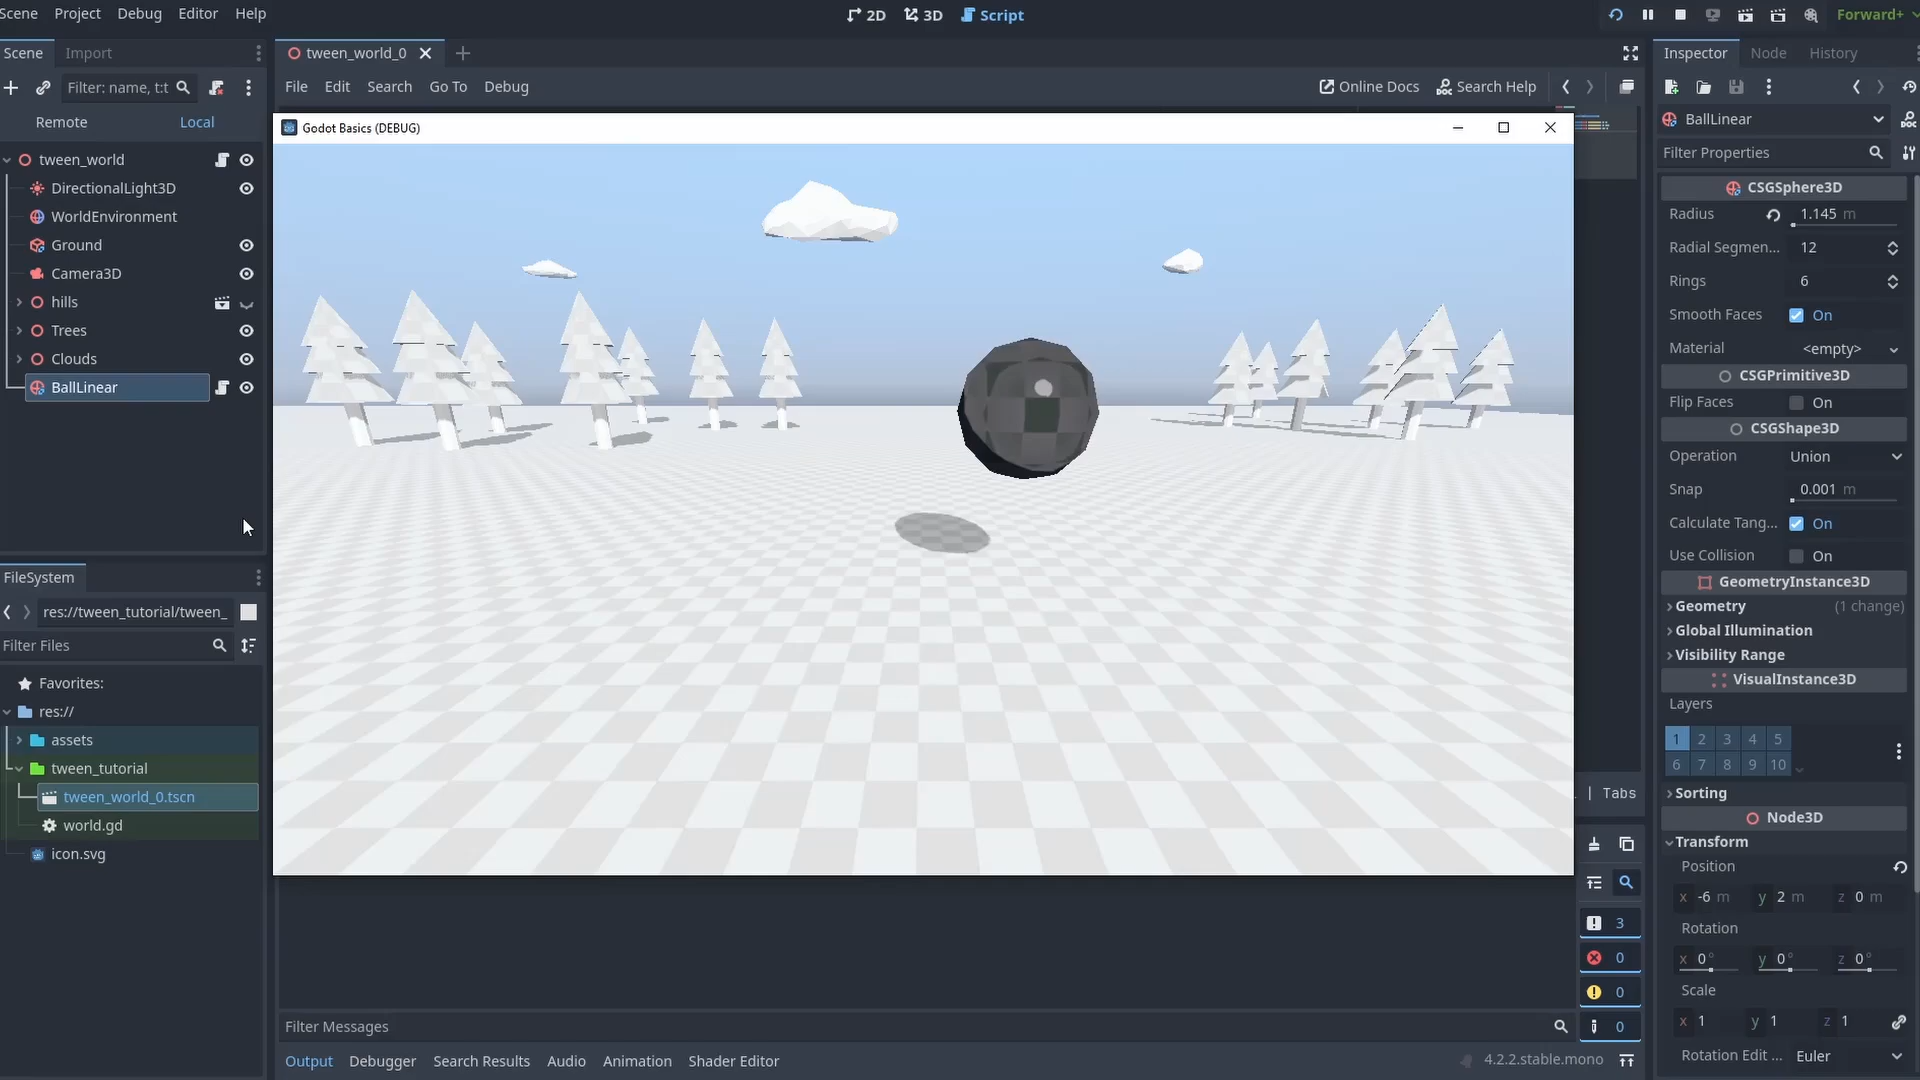 Scene Project Debug Editor Help
2D 3D Script
Forward+
Scene Import
tween_world_0
Inspector Node History
Filter: name, t:t
File Edit Search Go To Debug
Online Docs Search Help
Remote Local
Godot Basics (DEBUG)
BallLinear
Filter Properties
tween_world
DirectionalLight3D
WorldEnvironment
Ground
Camera3D
hills
Trees
Clouds
BallLinear
CSGSphere3D
Radius 1.145 m
Radial Segmen... 12
Rings 6
Smooth Faces On
Material <empty>
CSGPrimitive3D
Flip Faces On
CSGShape3D
Operation Union
Snap 0.001 m
Calculate Tang... On
Use Collision On
GeometryInstance3D
Geometry (1 change)
Global Illumination
Visibility Range
VisualInstance3D
Layers
1 2 3 4 5
6 7 8 9 10
Sorting
Node3D
Transform
Position
x -6 m y 2 m z 0 m
Rotation
x 0° y 0° z 0°
Scale
x 1 y 1 z 1
Rotation Edit ... Euler
FileSystem
res://tween_tutorial/tween_
Filter Files
Favorites:
res://
assets
tween_tutorial
tween_world_0.tscn
world.gd
icon.svg
| Tabs
3
0
0
0
Filter Messages
Output Debugger Search Results Audio Animation Shader Editor
4.2.2.stable.mono